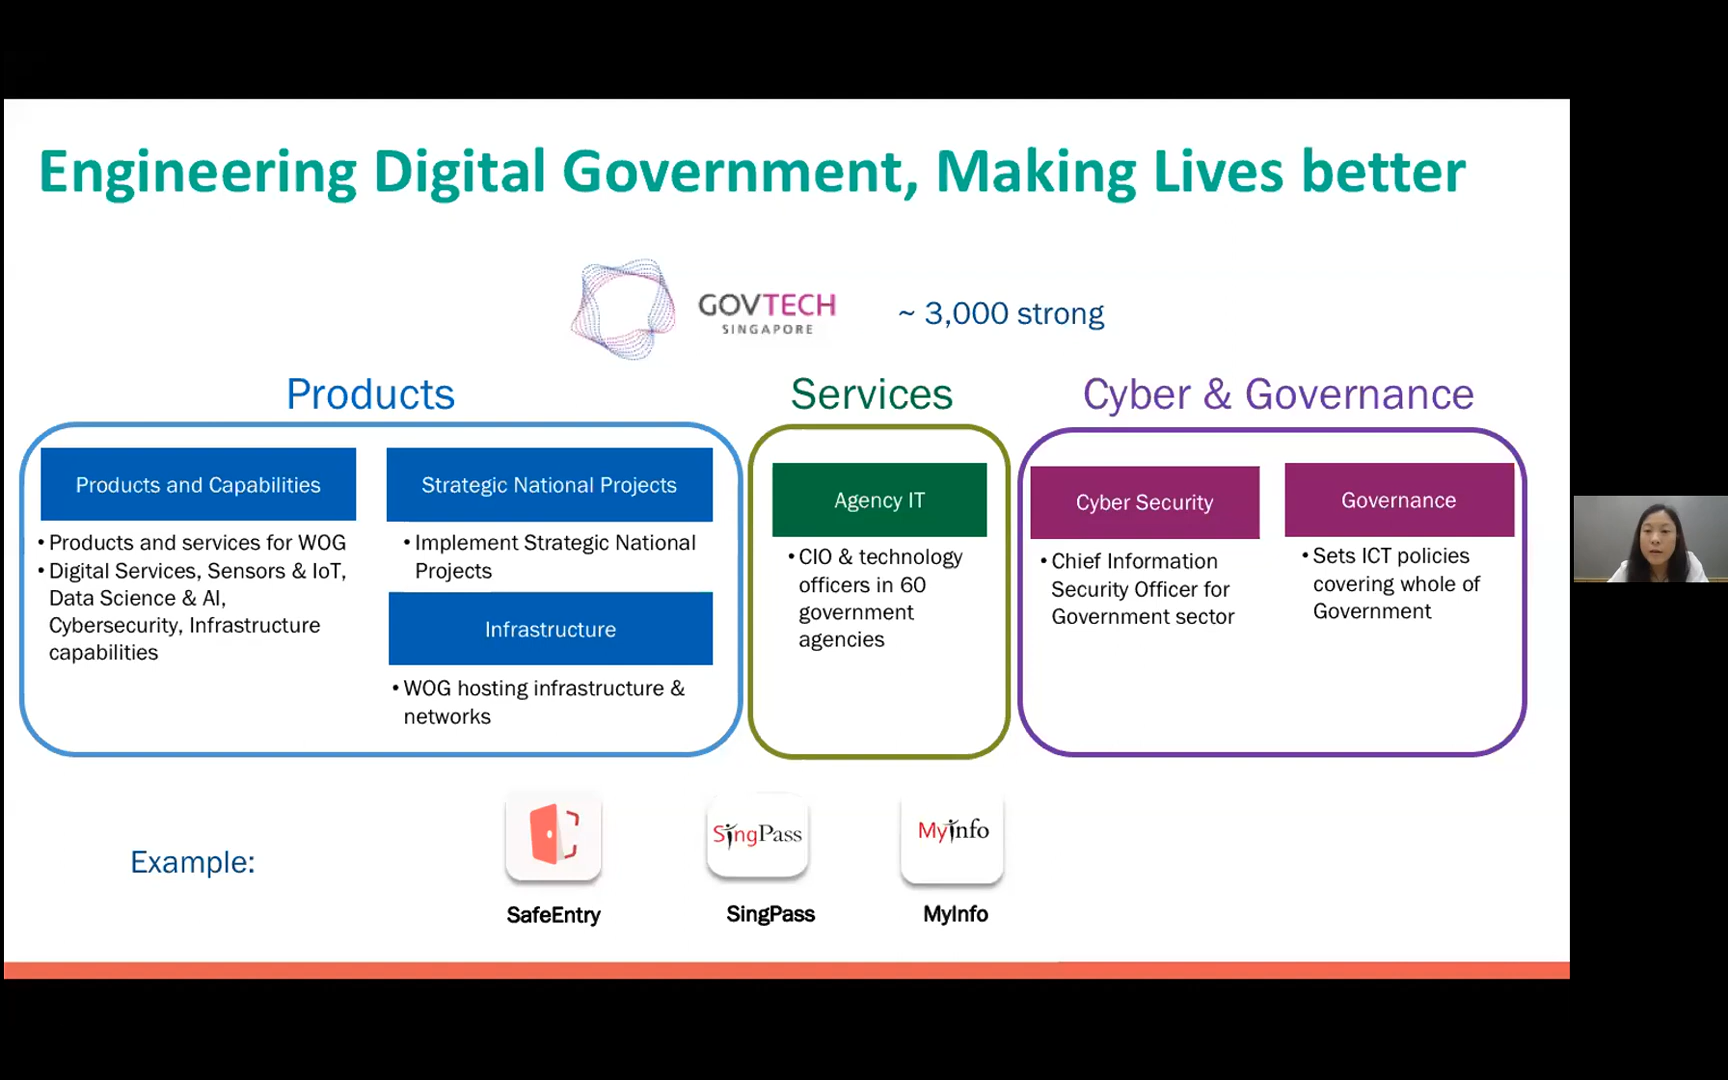 Engineering Digital Government, Making Lives better
GOVTECH
SINGAPORE
~ 3,000 strong
Products
Products and Capabilities
• Products and services for WOG
• Digital Services, Sensors & IoT,
Data Science & AI,
Cybersecurity, Infrastructure
capabilities
Strategic National Projects
• Implement Strategic National
Projects
Infrastructure
• WOG hosting infrastructure &
networks
Services
Agency IT
• CIO & technology
officers in 60
government
agencies
Cyber & Governance
Cyber Security
• Chief Information
Security Officer for
Government sector
Governance
• Sets ICT policies
covering whole of
Government
Example:
SafeEntry
SingPass
SingPass
MyInfo
MyInfo